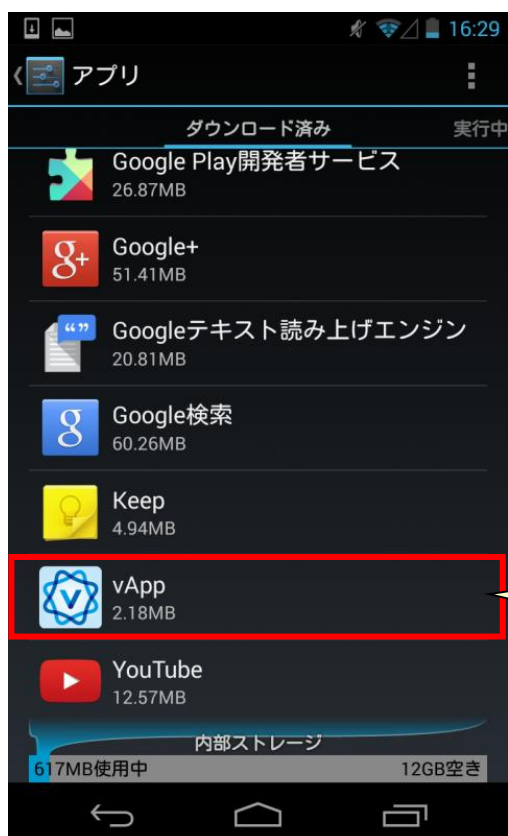 16:29
アプリ
ダウンロード済み
実行中
Google Play開発者サービス
26.87MB
Google+
51.41MB
Googleテキスト読み上げエンジン
20.81MB
Google検索
60.26MB
Keep
4.94MB
vApp
2.18MB
YouTube
12.57MB
内部ストレージ
617MB使用中
12GB空き